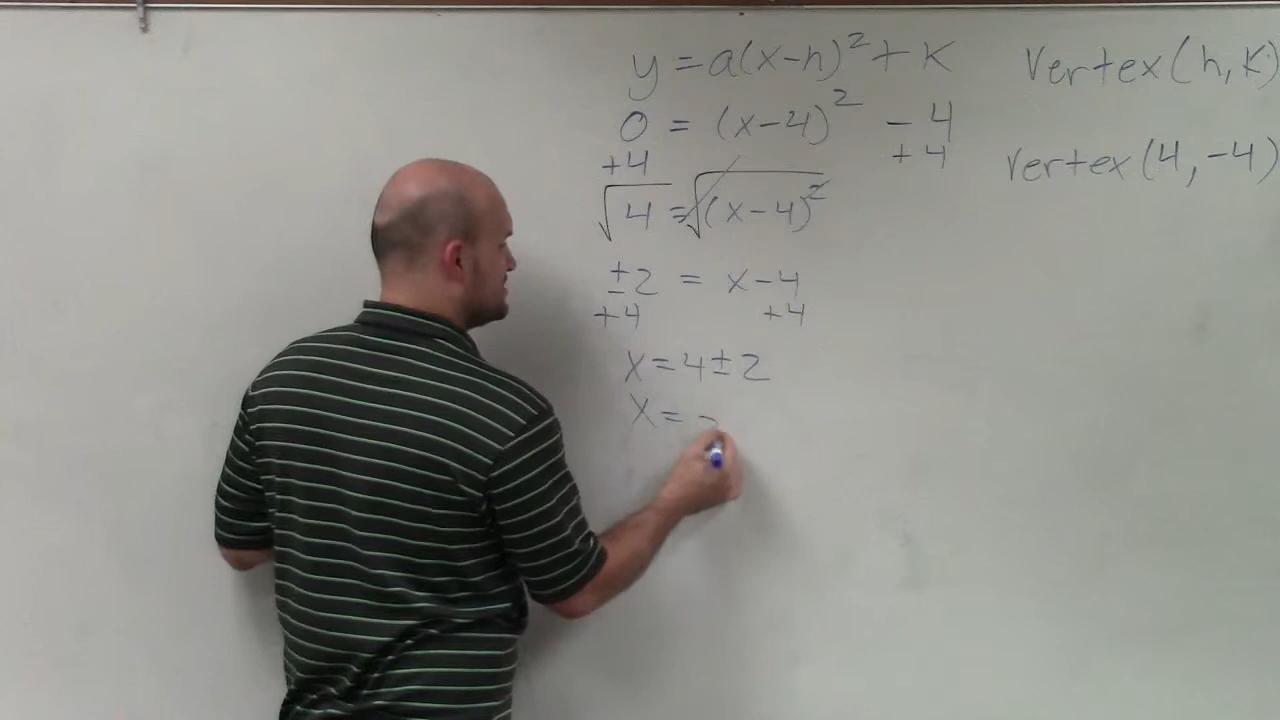 y = a(x-h)² + k
Vertex (h, k)
0 = (x-4)² - 4
+4 +4
Vertex (4, -4)
√4 = √(x-4)²
±2 = x-4
+4 +4
x = 4 ± 2
x =